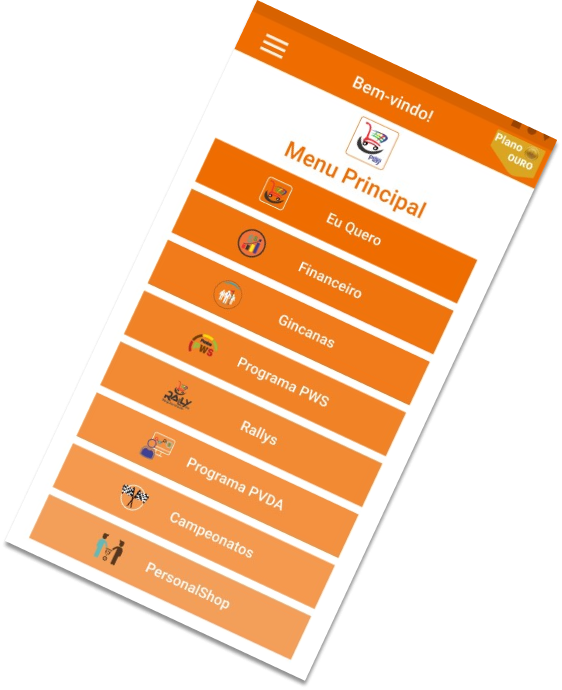 Bem-vindo!
Plano
OURO
Menu Principal
Eu Quero
Financeiro
Gincanas
Programa PWS
Rallys
Programa PVDA
Campeonatos
PersonalShop